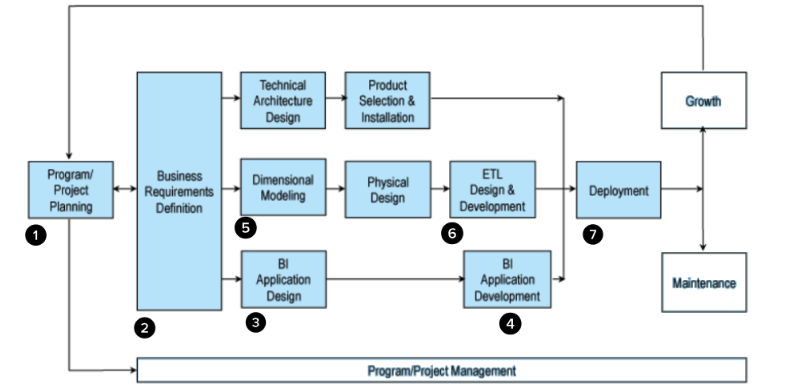 Technical
Architecture
Design
Product
Selection &
Installation
Growth
Program/
Project
Planning
1
Business
Requirements
Definition
2
Dimensional
Modeling
5
Physical
Design
ETL
Design &
Development
6
Deployment
7
BI
Application
Design
3
BI
Application
Development
4
Maintenance
Program/Project Management